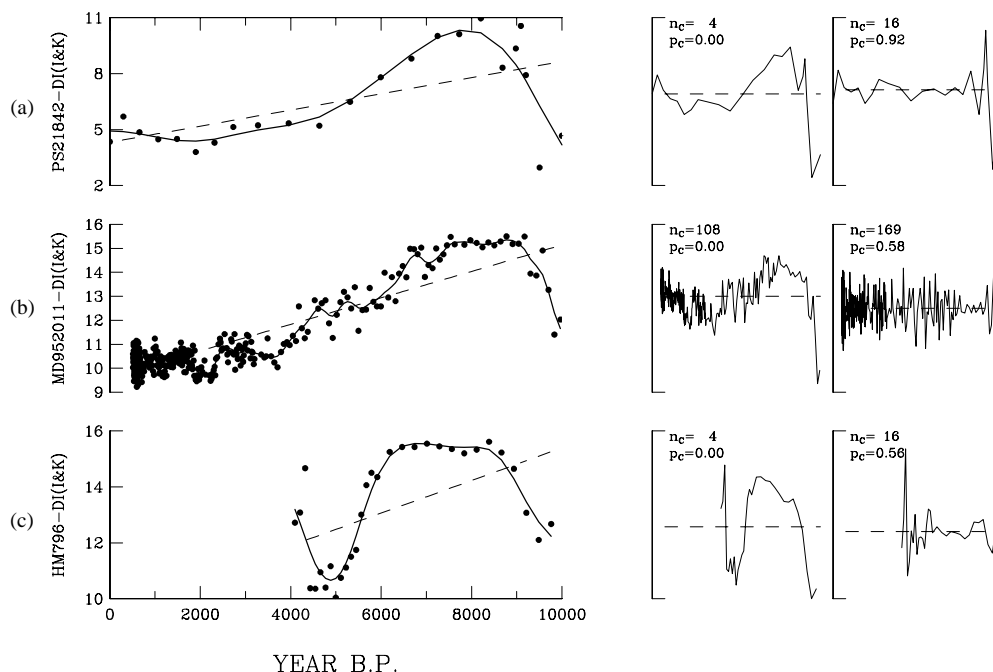 (a)
PS21842-DI(I&K)
11
8
5
2
n_c= 4
p_c=0.00
n_c= 16
p_c=0.92
(b)
MD952011-DI(I&K)
16
15
14
13
12
11
10
9
n_c=108
p_c=0.00
n_c=169
p_c=0.58
(c)
HM796-DI(I&K)
16
14
12
10
n_c= 4
p_c=0.00
n_c= 16
p_c=0.56
0 2000 4000 6000 8000 10000
YEAR B.P.